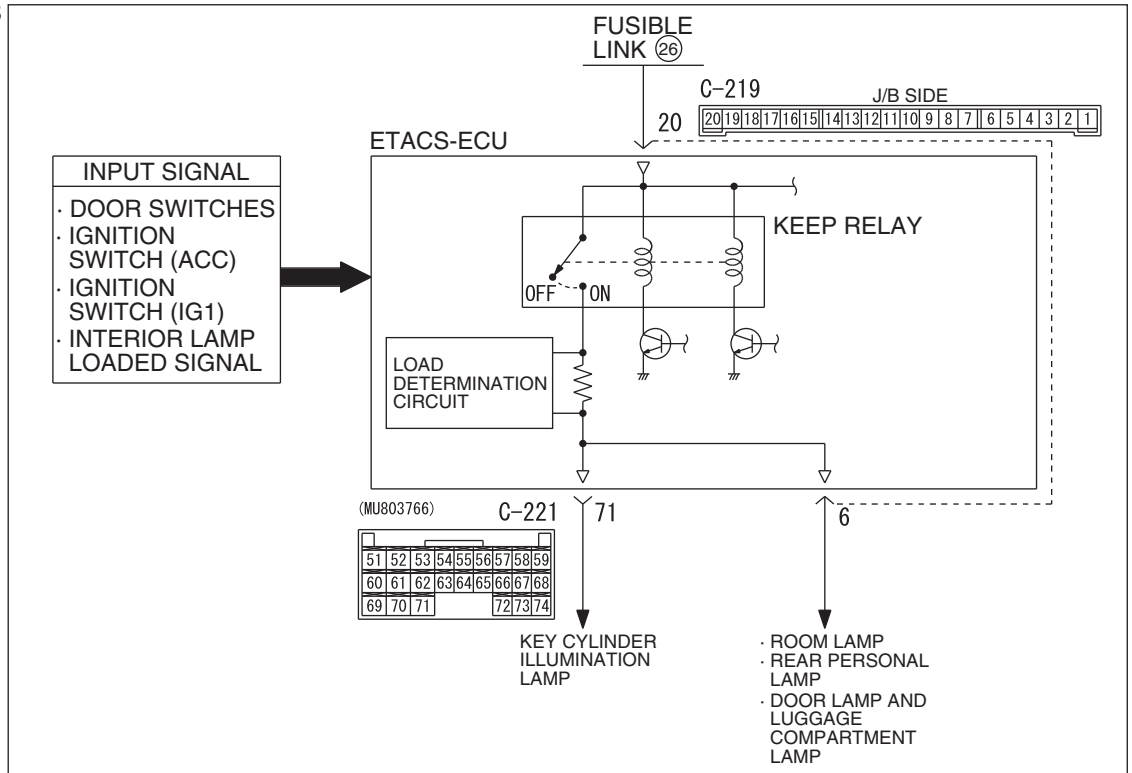 FUSIBLE
LINK 26
C-219
J/B SIDE
20 19 18 17 16 15 14 13 12 11 10 9 8 7 6 5 4 3 2 1
20
ETACS-ECU
INPUT SIGNAL
· DOOR SWITCHES
· IGNITION
SWITCH (ACC)
· IGNITION
SWITCH (IG1)
· INTERIOR LAMP
LOADED SIGNAL
KEEP RELAY
OFF ON
LOAD
DETERMINATION
CIRCUIT
(MU803766)
C-221
71
6
51 52 53 54 55 56 57 58 59
60 61 62 63 64 65 66 67 68
69 70 71 72 73 74
KEY CYLINDER
ILLUMINATION
LAMP
· ROOM LAMP
· REAR PERSONAL
LAMP
· DOOR LAMP AND
LUGGAGE
COMPARTMENT
LAMP